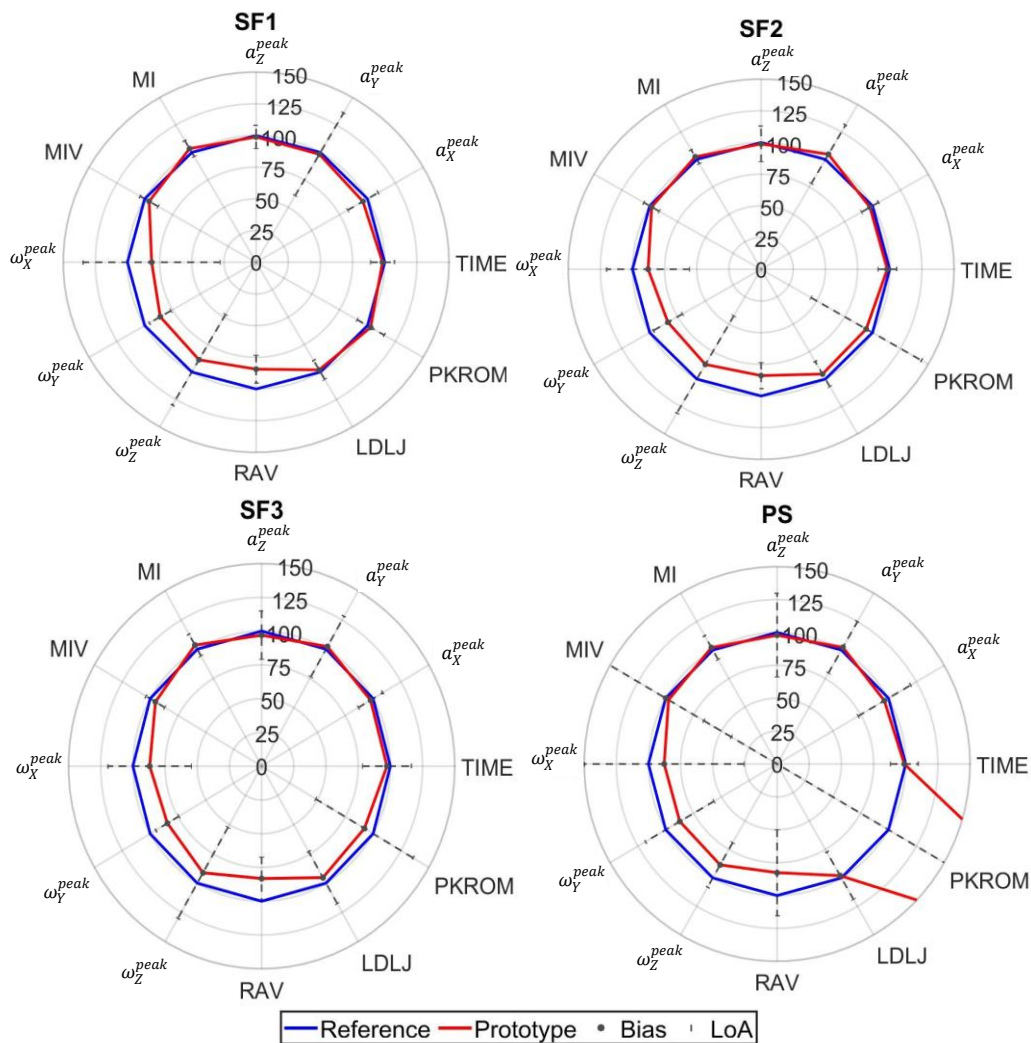 SF1
a_Z^peak
a_Y^peak
a_X^peak
TIME
PKROM
LDLJ
RAV
ω_Z^peak
ω_Y^peak
ω_X^peak
MIV
MI
150
125
100
75
50
25
0
SF2
a_Z^peak
a_Y^peak
a_X^peak
TIME
PKROM
LDLJ
RAV
ω_Z^peak
ω_Y^peak
ω_X^peak
MIV
MI
150
125
100
75
50
25
0
SF3
a_Z^peak
a_Y^peak
a_X^peak
TIME
PKROM
LDLJ
RAV
ω_Z^peak
ω_Y^peak
ω_X^peak
MIV
MI
150
125
100
75
50
25
0
PS
a_Z^peak
a_Y^peak
a_X^peak
TIME
PKROM
LDLJ
RAV
ω_Z^peak
ω_Y^peak
ω_X^peak
MIV
MI
150
125
100
75
50
25
0
Reference Prototype Bias LoA